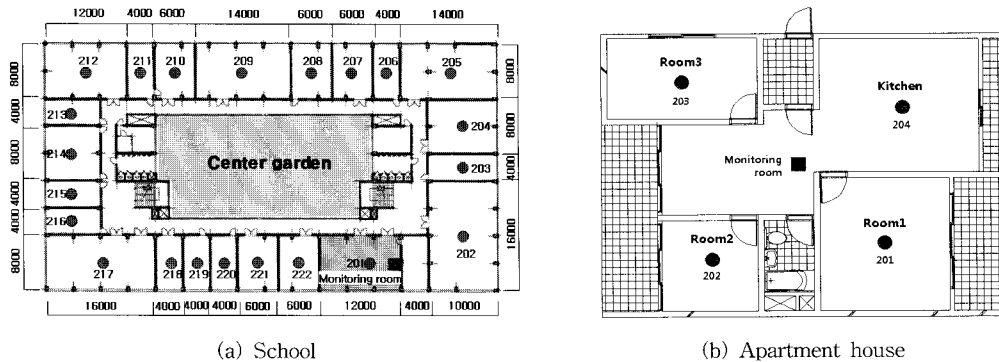 12000 4000 6000 14000 6000 6000 4000 14000
8000 4000 8000 4000 4000 8000
212 211 210 209 208 207 206 205
213
214
215
216
204
203
202
Center garden
217 218 219 220 221 222 201
Monitoring room
8000 8000 4000 16000
16000 4000 4000 4000 6000 6000 12000 4000 10000
(a) School
Room3
203
Kitchen
204
Monitoring
room
Room1
201
Room2
202
(b) Apartment house